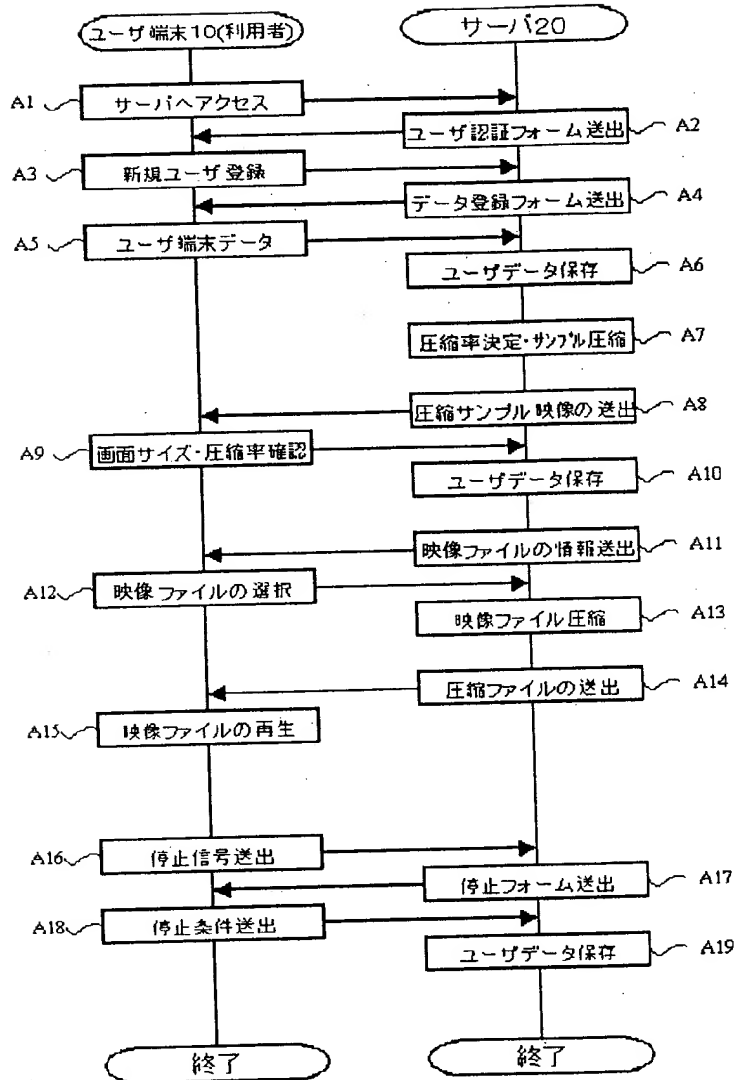 ユーザ端末10(利用者)
サーバ20
A1
サーバへアクセス
ユーザ認証フォーム送出
A2
A3
新規ユーザ登録
データ登録フォーム送出
A4
A5
ユーザ端末データ
ユーザデータ保存
A6
圧縮率決定・サンプル圧縮
A7
圧縮サンプル映像の送出
A8
A9
画面サイズ・圧縮率確認
ユーザデータ保存
A10
映像ファイルの情報送出
A11
A12
映像ファイルの選択
映像ファイル圧縮
A13
圧縮ファイルの送出
A14
A15
映像ファイルの再生
A16
停止信号送出
停止フォーム送出
A17
A18
停止条件送出
ユーザデータ保存
A19
終了
終了